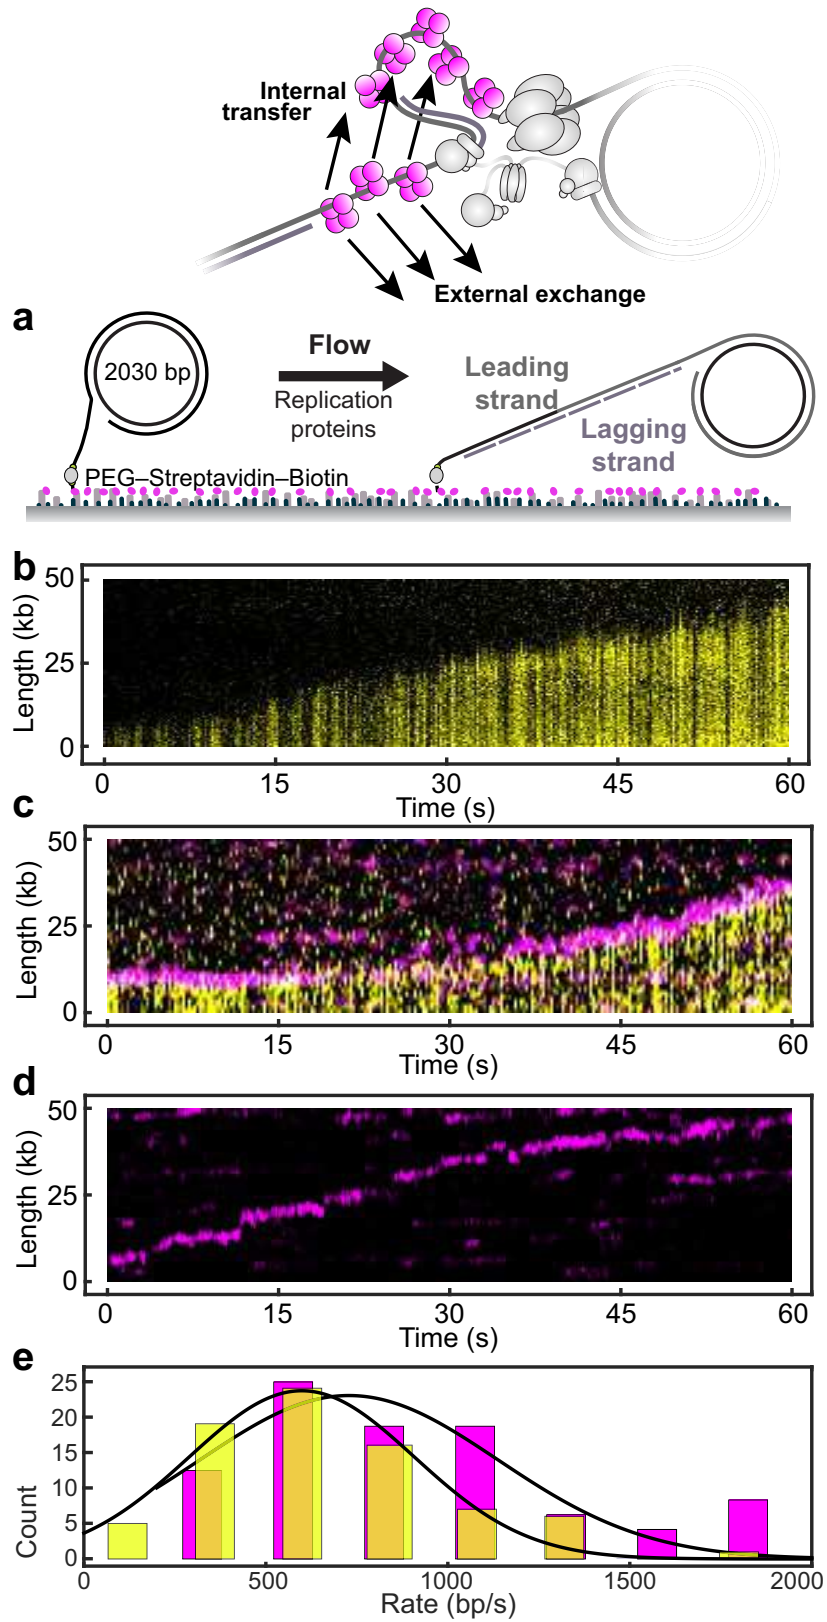 Internal
transfer
External exchange
a
2030 bp
Flow
Replication
proteins
Leading
strand
Lagging
strand
PEG–Streptavidin–Biotin
b
50
25
0
Length (kb)
0 15 30 45 60
Time (s)
c
50
25
0
Length (kb)
0 15 30 45 60
Time (s)
d
50
25
0
Length (kb)
0 15 30 45 60
Time (s)
e
25
20
15
10
5
0
Count
0 500 1000 1500 2000
Rate (bp/s)